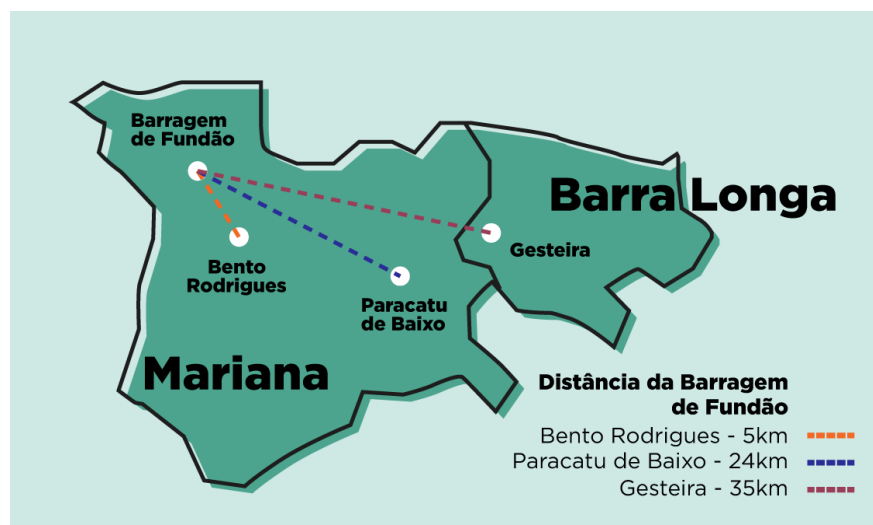 Barragem
de Fundão
Barra Longa
Gesteira
Bento
Rodrigues
Paracatu
de Baixo
Mariana
Distância da Barragem
de Fundão
Bento Rodrigues - 5km
Paracatu de Baixo - 24km
Gesteira - 35km